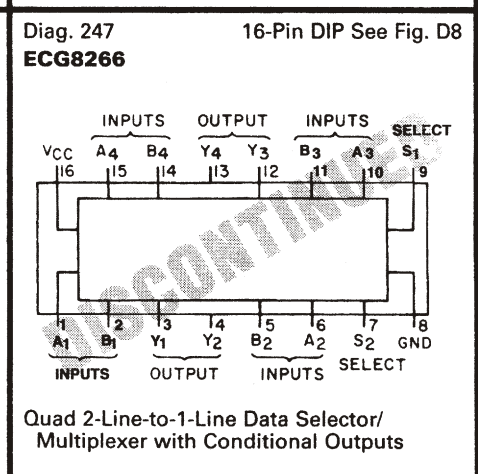 Diag. 247 16-Pin DIP See Fig. D8
ECG8266
INPUTS OUTPUT INPUTS
SELECT
VCC A4 B4 Y4 Y3 B3 A3 S1
16 15 14 13 12 11 10 9
DISCONTINUED
1 2 3 4 5 6 7 8
A1 B1 Y1 Y2 B2 A2 S2 GND
INPUTS OUTPUT INPUTS SELECT
Quad 2-Line-to-1-Line Data Selector/
Multiplexer with Conditional Outputs